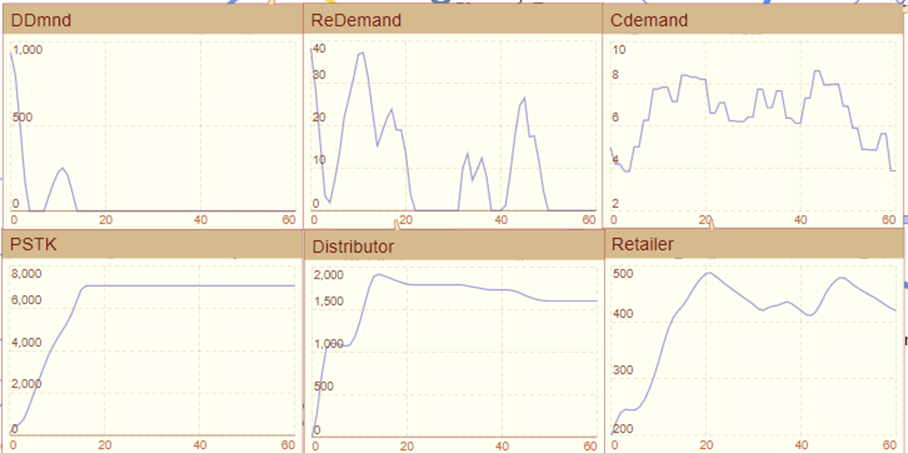 DDmnd
1,000
500
0
0 20 40 60
ReDemand
40
30
20
10
0
0 20 40 60
Cdemand
10
8
6
4
2
0 20 40 60
PSTK
8,000
6,000
4,000
2,000
0
0 20 40 60
Distributor
2,000
1,500
1,000
500
0
0 20 40 60
Retailer
500
400
300
200
0 20 40 60